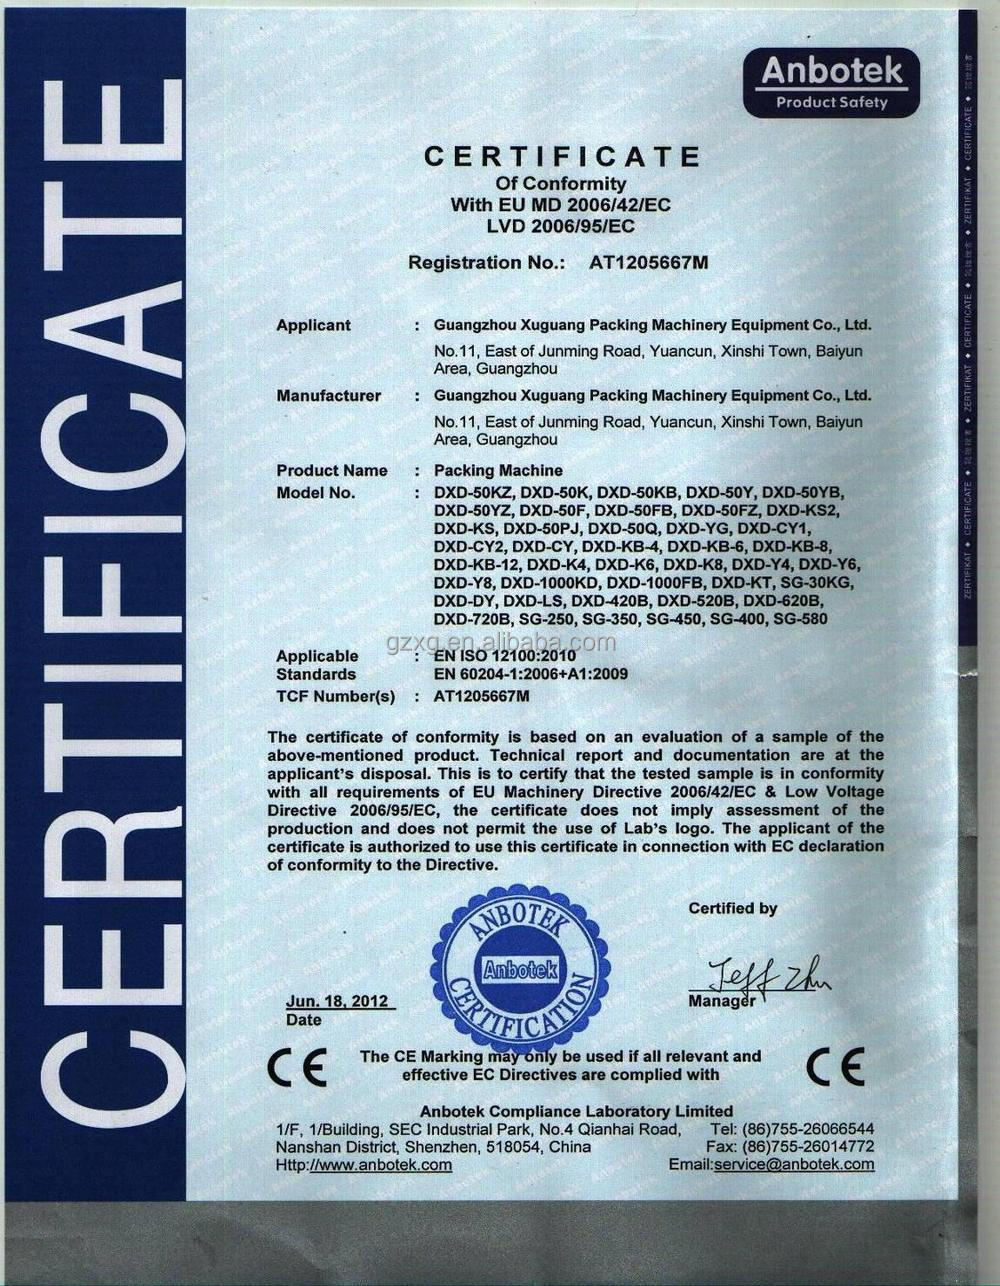 CERTIFICATE
Anbotek
Product Safety
CERTIFICATE
Of Conformity
With EU MD 2006/42/EC
LVD 2006/95/EC
Registration No.: AT1205667M
Applicant : Guangzhou Xuguang Packing Machinery Equipment Co., Ltd.
No.11, East of Junming Road, Yuancun, Xinshi Town, Baiyun
Area, Guangzhou
Manufacturer : Guangzhou Xuguang Packing Machinery Equipment Co., Ltd.
No.11, East of Junming Road, Yuancun, Xinshi Town, Baiyun
Area, Guangzhou
Product Name : Packing Machine
Model No. : DXD-50KZ, DXD-50K, DXD-50KB, DXD-50Y, DXD-50YB,
DXD-50YZ, DXD-50F, DXD-50FB, DXD-50FZ, DXD-KS2,
DXD-KS, DXD-50PJ, DXD-50Q, DXD-YG, DXD-CY1,
DXD-CY2, DXD-CY, DXD-KB-4, DXD-KB-6, DXD-KB-8,
DXD-KB-12, DXD-K4, DXD-K6, DXD-K8, DXD-Y4, DXD-Y6,
DXD-Y8, DXD-1000KD, DXD-1000FB, DXD-KT, SG-30KG,
DXD-DY, DXD-LS, DXD-420B, DXD-520B, DXD-620B,
DXD-720B, SG-250, SG-350, SG-450, SG-400, SG-580
gzxg.en.alibaba.com
Applicable : EN ISO 12100:2010
Standards EN 60204-1:2006+A1:2009
TCF Number(s) : AT1205667M
The certificate of conformity is based on an evaluation of a sample of the
above-mentioned product. Technical report and documentation are at the
applicant's disposal. This is to certify that the tested sample is in conformity
with all requirements of EU Machinery Directive 2006/42/EC & Low Voltage
Directive 2006/95/EC, the certificate does not imply assessment of the
production and does not permit the use of Lab's logo. The applicant of the
certificate is authorized to use this certificate in connection with EC declaration
of conformity to the Directive.
ANBOTEK
Anbotek
CERTIFICATION
Certified by
Jeff Zhu
Manager
Jun. 18, 2012
Date
CE
The CE Marking may only be used if all relevant and
effective EC Directives are complied with
CE
Anbotek Compliance Laboratory Limited
1/F, 1/Building, SEC Industrial Park, No.4 Qianhai Road, Tel: (86)755-26066544
Nanshan District, Shenzhen, 518054, China Fax: (86)755-26014772
Http://www.anbotek.com Email:service@anbotek.com
ZERTIFIKAT ◆ CERTIFICATE ◆ ZERTIFIKAT ◆ CERTIFICATE ◆ ZERTIFIKAT ◆ CERTIFICATE